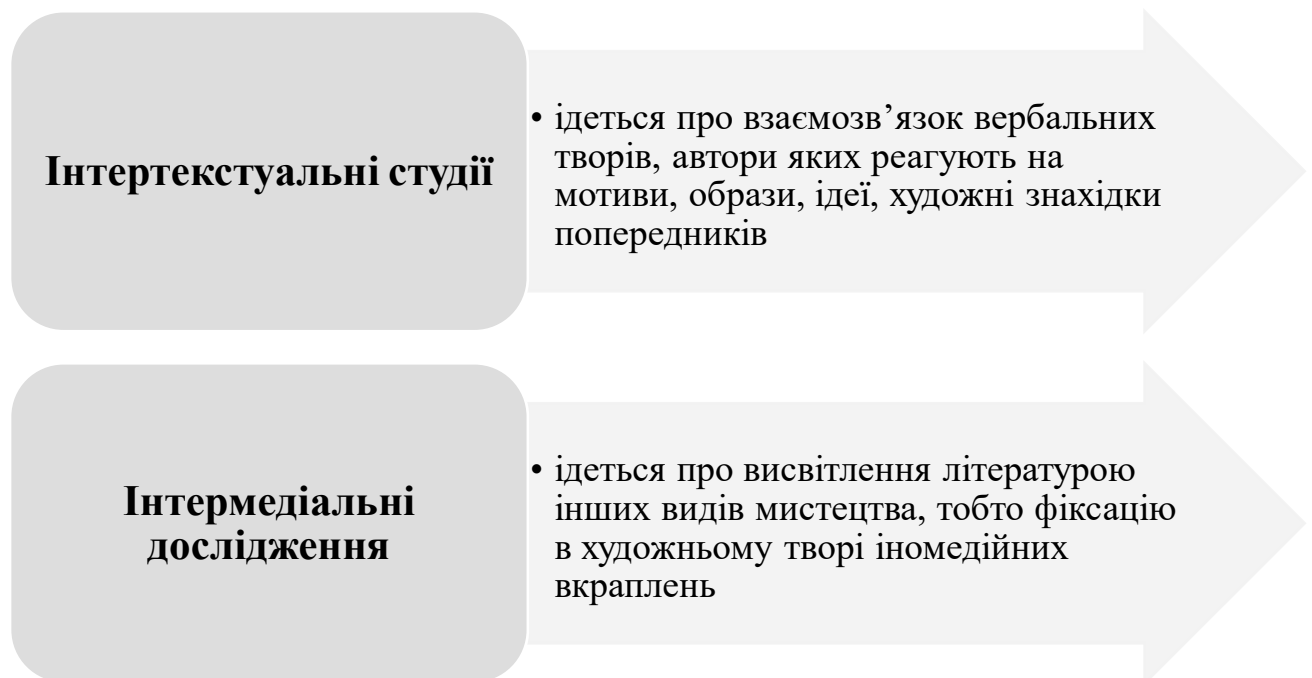 Інтертекстуальні студії
• ідеться про взаємозв’язок вербальних
творів, автори яких реагують на
мотиви, образи, ідеї, художні знахідки
попередників
Інтермедіальні
дослідження
• ідеться про висвітлення літературою
інших видів мистецтва, тобто фіксацію
в художньому творі іномедійних
вкраплень